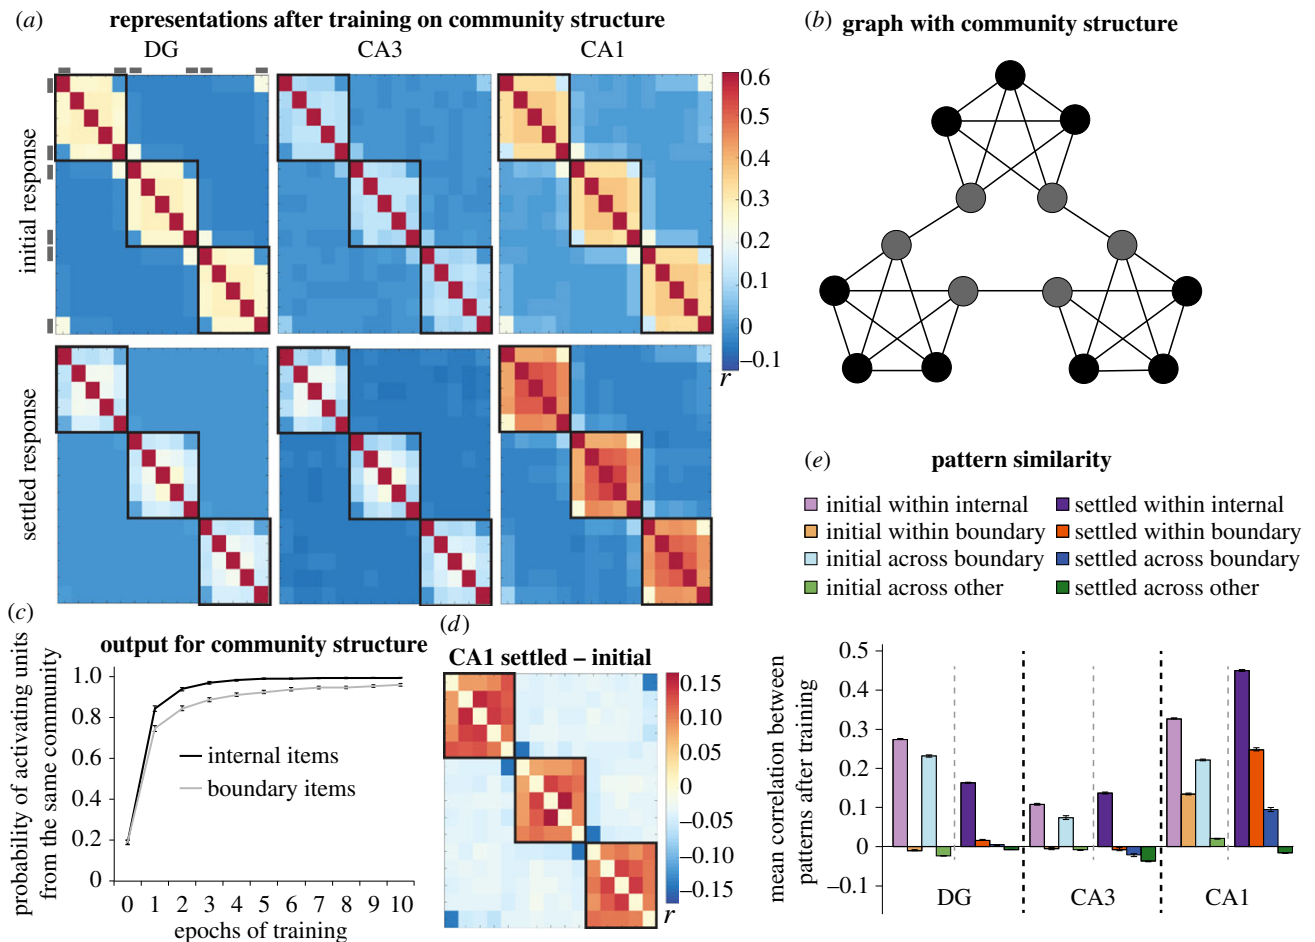 (a) representations after training on community structure
DG CA3 CA1
initial response
settled response
0.6
0.5
0.4
0.3
0.2
0.1
0
–0.1
r
(b) graph with community structure
(c) output for community structure
probability of activating units
from the same community
1.0
0.8
0.6
0.4
0.2
0
internal items
boundary items
0 1 2 3 4 5 6 7 8 9 10
epochs of training
(d)
CA1 settled – initial
0.15
0.10
0.05
0
–0.05
–0.10
–0.15
r
(e) pattern similarity
initial within internal settled within internal
initial within boundary settled within boundary
initial across boundary settled across boundary
initial across other settled across other
mean correlation between
patterns after training
0.5
0.4
0.3
0.2
0.1
0
–0.1
DG CA3 CA1